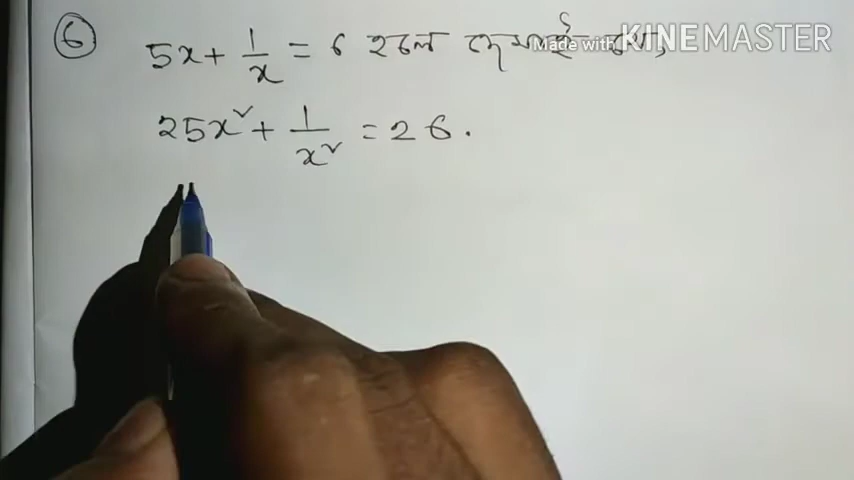 6 5x + 1/x = 6 হলে
25x² + 1/x² = 26.
Made with KINEMASTER